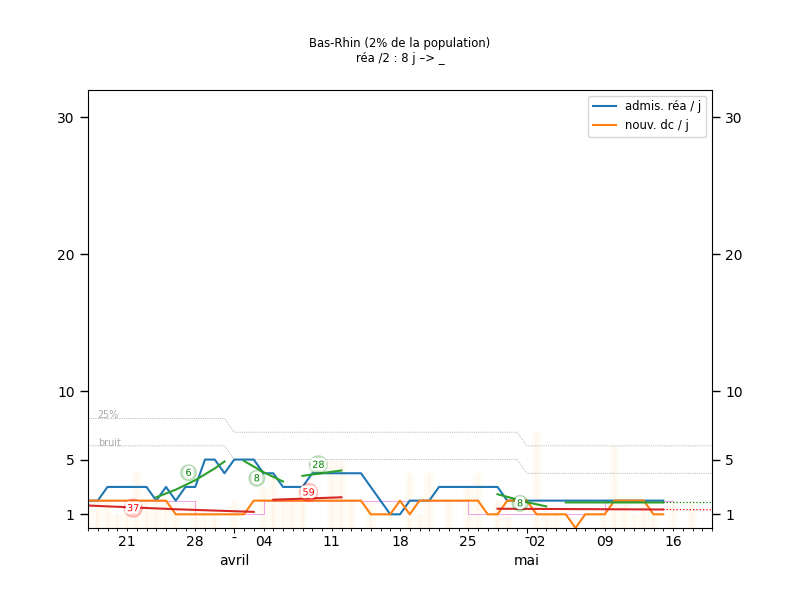 Bas-Rhin (2% de la population)
réa /2 : 8 j –> _
admis. réa / j
nouv. dc / j
30 30
20 20
10 10
25%
bruit
5 5
6
28
8
59
37
8
1 1
21 28 04 11 18 25 02 09 16
avril mai